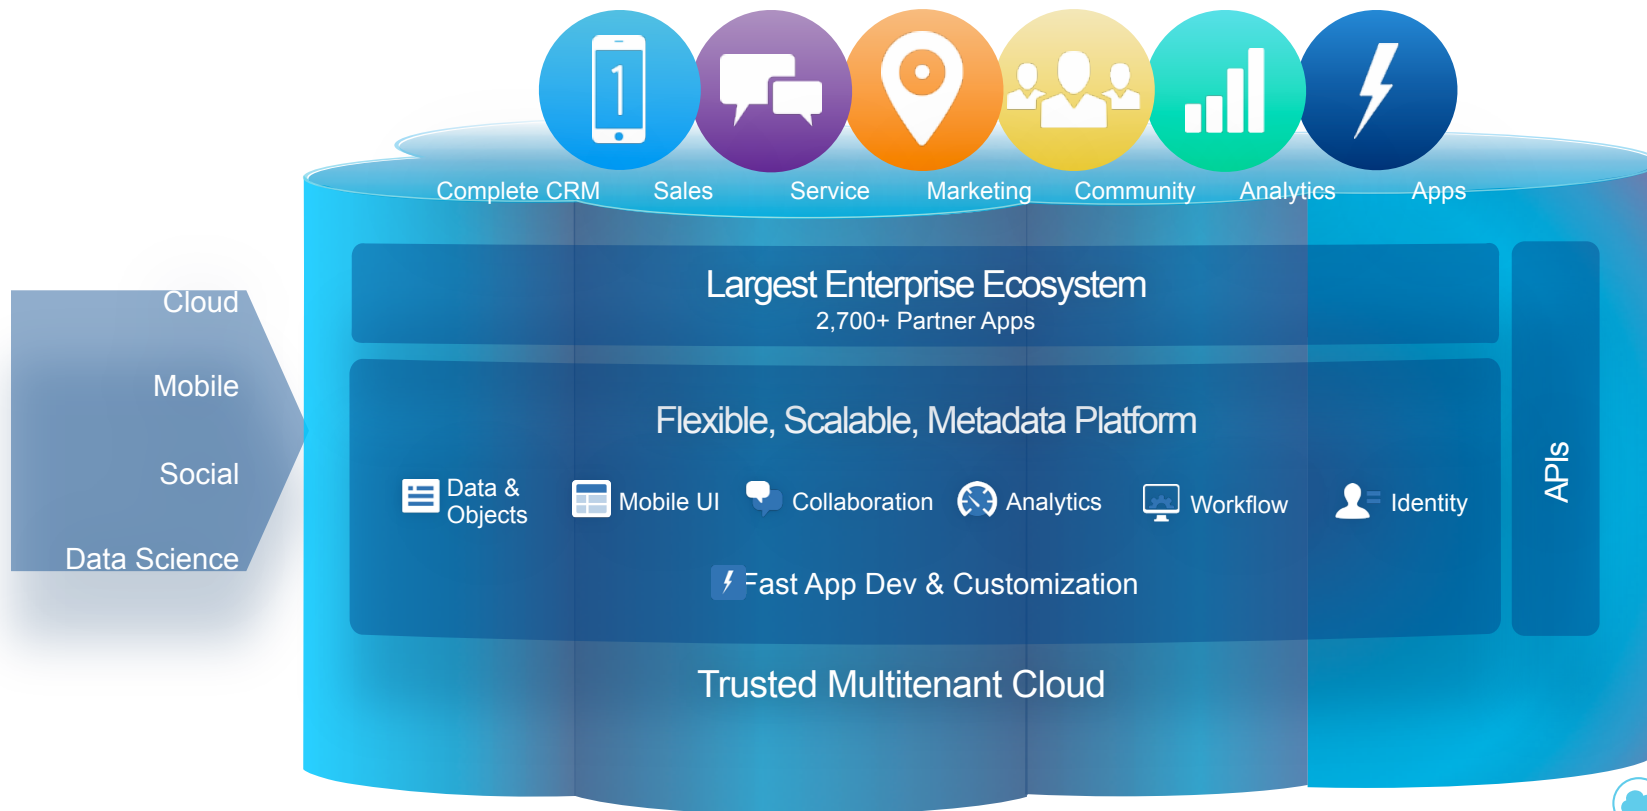 1
Complete CRM Sales Service Marketing Community Analytics Apps
Largest Enterprise Ecosystem
2,700+ Partner Apps
Cloud
Mobile
Social
Data Science
Flexible, Scalable, Metadata Platform
Data &
Objects
Mobile UI
Collaboration
Analytics
Workflow
Identity
Fast App Dev & Customization
APIs
Trusted Multitenant Cloud